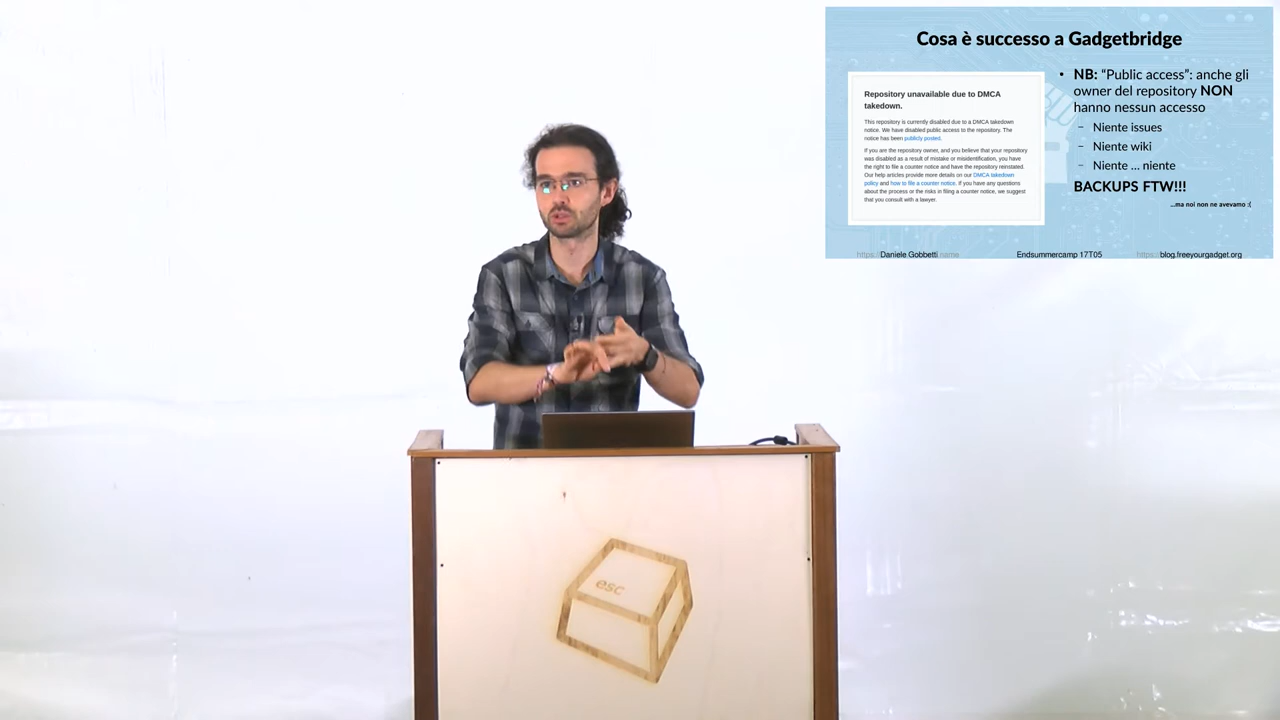 Cosa è successo a Gadgetbridge
Repository unavailable due to DMCA
takedown.
This repository is currently disabled due to a DMCA takedown
notice. We have disabled public access to the repository. The
notice has been publicly posted.
If you are the repository owner, and you believe that your repository
was disabled as a result of mistake or misidentification, you have
the right to file a counter notice and have the repository reinstated.
Our help articles provide more details on our DMCA takedown
policy and how to file a counter notice. If you have any questions
about the process or the risks in filing a counter notice, we suggest
that you consult with a lawyer.
• NB: “Public access”: anche gli
owner del repository NON
hanno nessun accesso
– Niente issues
– Niente wiki
– Niente ... niente
BACKUPS FTW!!!
...ma noi non ne avevamo :(
https://Daniele Gobbetti.name Endsummercamp 17T05 https://blog.freeyourgadget.org
esc